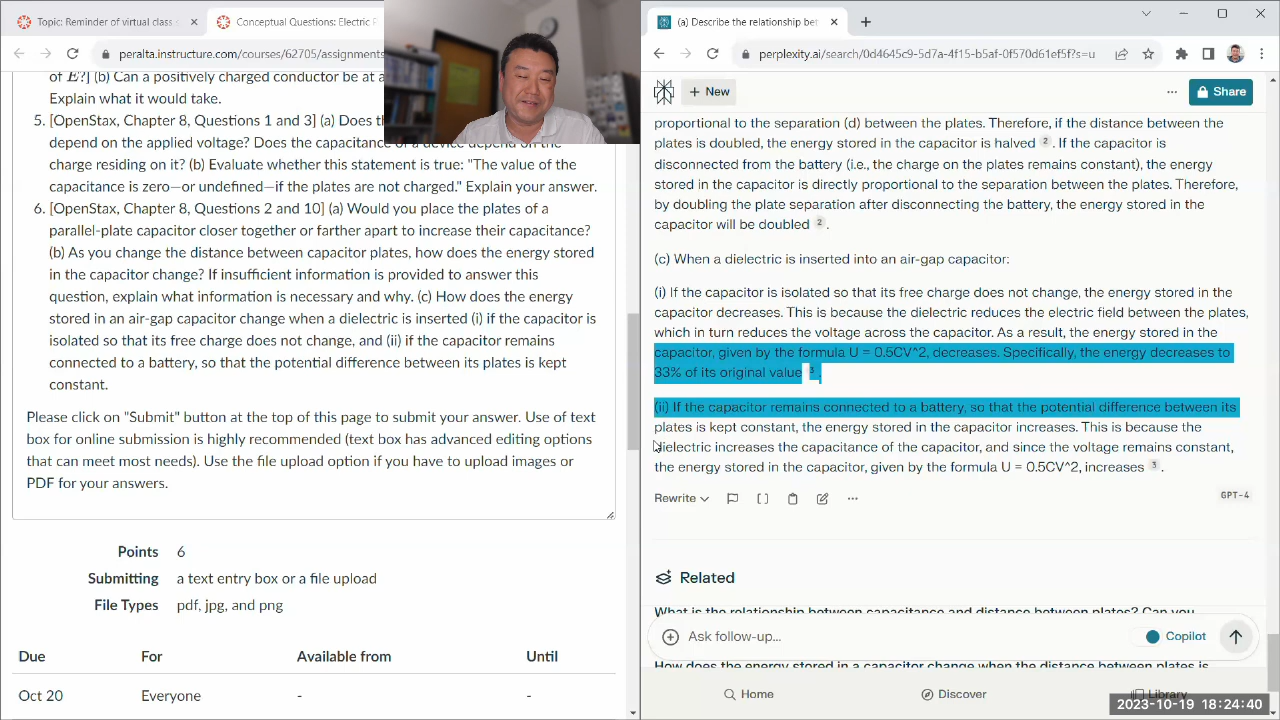 Topic: Reminder of virtual class
Conceptual Questions: Electric
(a) Describe the relationship bet
peralta.instructure.com/courses/62705/assignments
perplexity.ai/search/0d4645c9-5d7a-4f15-b5af-0f570d61ef5f?s=u
New
Share
of E?] (b) Can a positively charged conductor be at a
Explain what it would take.
5. [OpenStax, Chapter 8, Questions 1 and 3] (a) Does th
depend on the applied voltage? Does the capacitance of a device depend on the
charge residing on it? (b) Evaluate whether this statement is true: "The value of the
capacitance is zero—or undefined—if the plates are not charged." Explain your answer.
6. [OpenStax, Chapter 8, Questions 2 and 10] (a) Would you place the plates of a
parallel-plate capacitor closer together or farther apart to increase their capacitance?
(b) As you change the distance between capacitor plates, how does the energy stored
in the capacitor change? If insufficient information is provided to answer this
question, explain what information is necessary and why. (c) How does the energy
stored in an air-gap capacitor change when a dielectric is inserted (i) if the capacitor is
isolated so that its free charge does not change, and (ii) if the capacitor remains
connected to a battery, so that the potential difference between its plates is kept
constant.
Please click on "Submit" button at the top of this page to submit your answer. Use of text
box for online submission is highly recommended (text box has advanced editing options
that can meet most needs). Use the file upload option if you have to upload images or
PDF for your answers.
Points 6
Submitting a text entry box or a file upload
File Types pdf, jpg, and png
Due For Available from Until
Oct 20 Everyone - -
proportional to the separation (d) between the plates. Therefore, if the distance between the
plates is doubled, the energy stored in the capacitor is halved 2 . If the capacitor is
disconnected from the battery (i.e., the charge on the plates remains constant), the energy
stored in the capacitor is directly proportional to the separation between the plates. Therefore,
by doubling the plate separation after disconnecting the battery, the energy stored in the
capacitor will be doubled 2 .
(c) When a dielectric is inserted into an air-gap capacitor:
(i) If the capacitor is isolated so that its free charge does not change, the energy stored in the
capacitor decreases. This is because the dielectric reduces the electric field between the plates,
which in turn reduces the voltage across the capacitor. As a result, the energy stored in the
capacitor, given by the formula U = 0.5CV^2, decreases. Specifically, the energy decreases to
33% of its original value 3 .
(ii) If the capacitor remains connected to a battery, so that the potential difference between its
plates is kept constant, the energy stored in the capacitor increases. This is because the
dielectric increases the capacitance of the capacitor, and since the voltage remains constant,
the energy stored in the capacitor, given by the formula U = 0.5CV^2, increases 3 .
Rewrite
GPT-4
Related
What is the relationship between capacitance and distance between plates? Can you
Ask follow-up...
Copilot
How does the energy stored in a capacitor change when the distance between plates is
Home
Discover
Library
2023-10-19 18:24:40